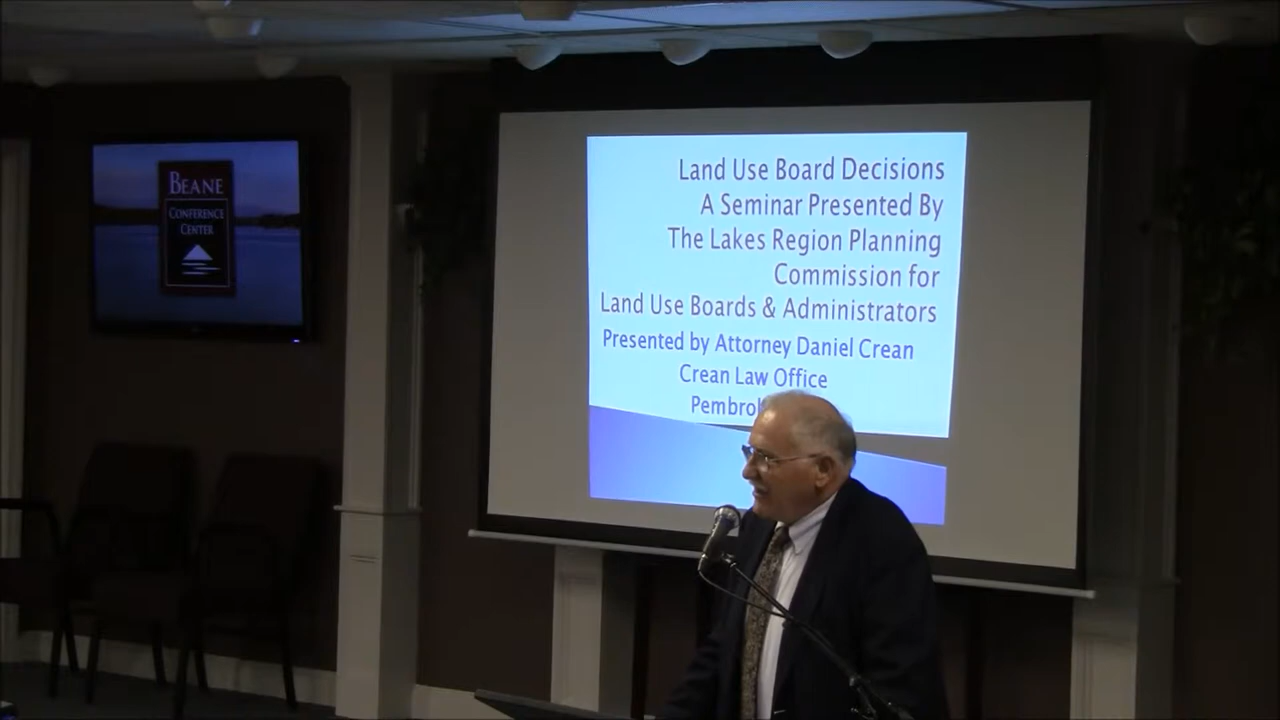 BEANE
CONFERENCE
CENTER
Land Use Board Decisions
A Seminar Presented By
The Lakes Region Planning
Commission for
Land Use Boards & Administrators
Presented by Attorney Daniel Crean
Crean Law Office